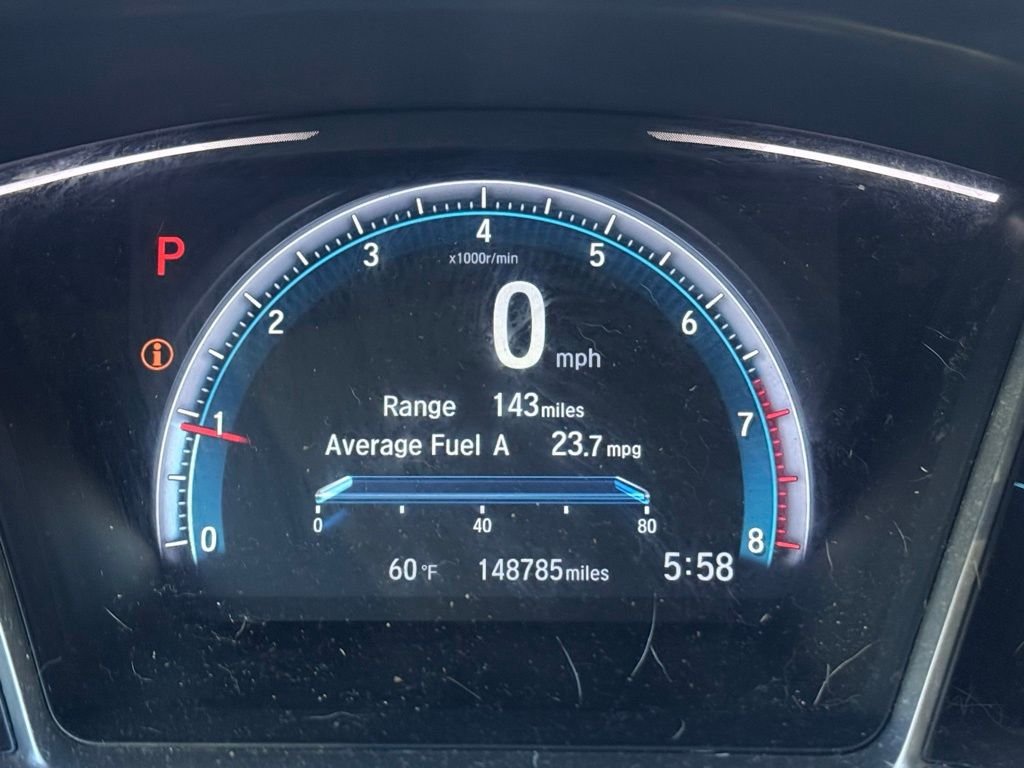 P
i
0
1
2
3
4
5
6
7
8
x1000r/min
0 mph
Range 143 miles
Average Fuel A 23.7 mpg
0 40 80
60 °F 148785 miles 5:58